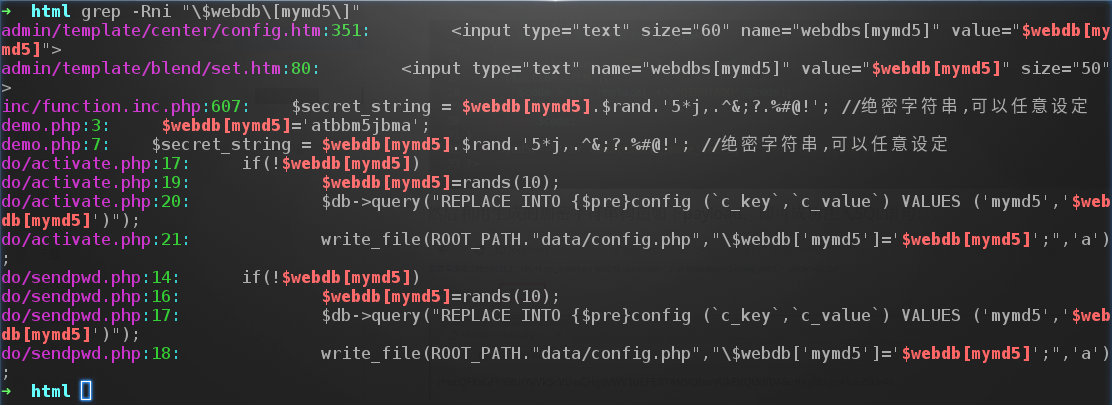 ➜  html grep -Rni "\$webdb\[mymd5\]"
admin/template/center/config.htm:351:        <input type="text" size="60" name="webdbs[mymd5]" value="$webdb[my
md5]">
admin/template/blend/set.htm:80:        <input type="text" name="webdbs[mymd5]" value="$webdb[mymd5]" size="50"
>
inc/function.inc.php:607:    $secret_string = $webdb[mymd5].$rand.'5*j,.^&;?.%#@!'; //绝密字符串,可以任意设定
demo.php:3:     $webdb[mymd5]='atbbm5jbma';
demo.php:7:    $secret_string = $webdb[mymd5].$rand.'5*j,.^&;?.%#@!'; //绝密字符串,可以任意设定
do/activate.php:17:      if(!$webdb[mymd5])
do/activate.php:19:              $webdb[mymd5]=rands(10);
do/activate.php:20:              $db->query("REPLACE INTO {$pre}config (`c_key`,`c_value`) VALUES ('mymd5','$we
db[mymd5]')");
do/activate.php:21:              write_file(ROOT_PATH."data/config.php","\$webdb['mymd5']='$webdb[mymd5]';",'a')
;
do/sendpwd.php:14:      if(!$webdb[mymd5])
do/sendpwd.php:16:              $webdb[mymd5]=rands(10);
do/sendpwd.php:17:              $db->query("REPLACE INTO {$pre}config (`c_key`,`c_value`) VALUES ('mymd5','$we
db[mymd5]')");
do/sendpwd.php:18:              write_file(ROOT_PATH."data/config.php","\$webdb['mymd5']='$webdb[mymd5]';",'a')
;
➜  html